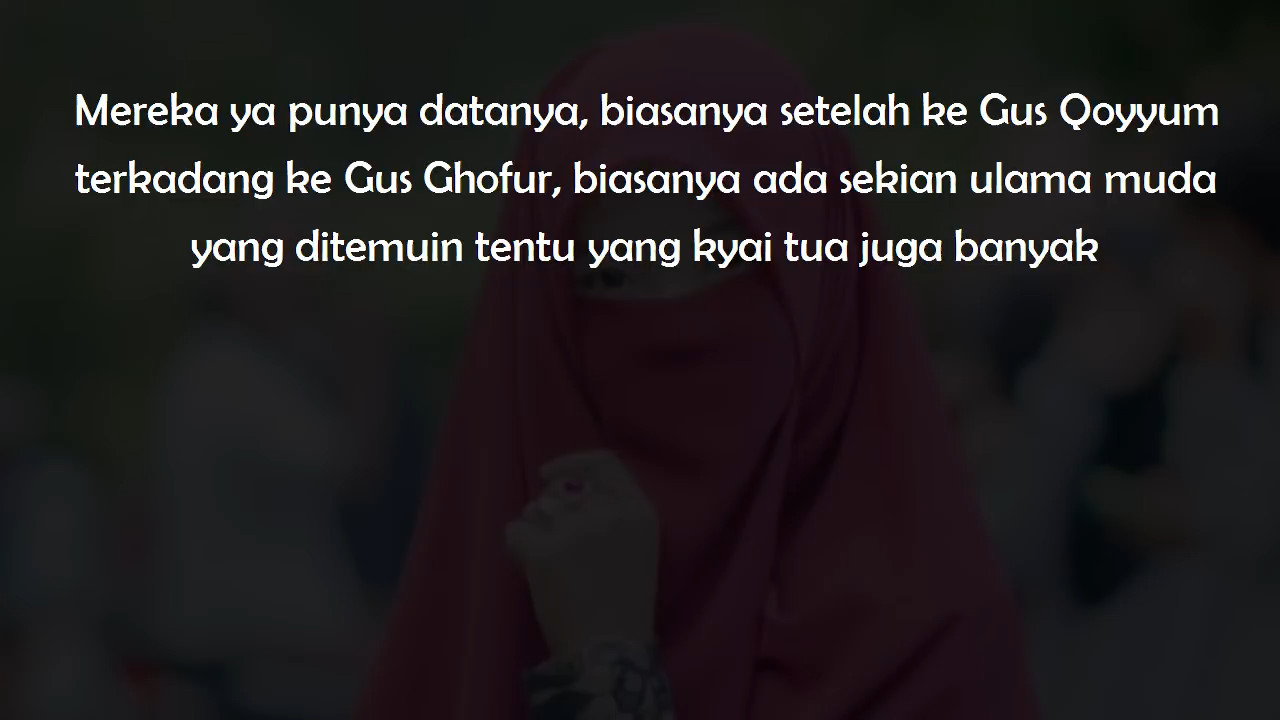 Mereka ya punya datanya, biasanya setelah ke Gus Qoyyum
terkadang ke Gus Ghofur, biasanya ada sekian ulama muda
yang ditemuin tentu yang kyai tua juga banyak